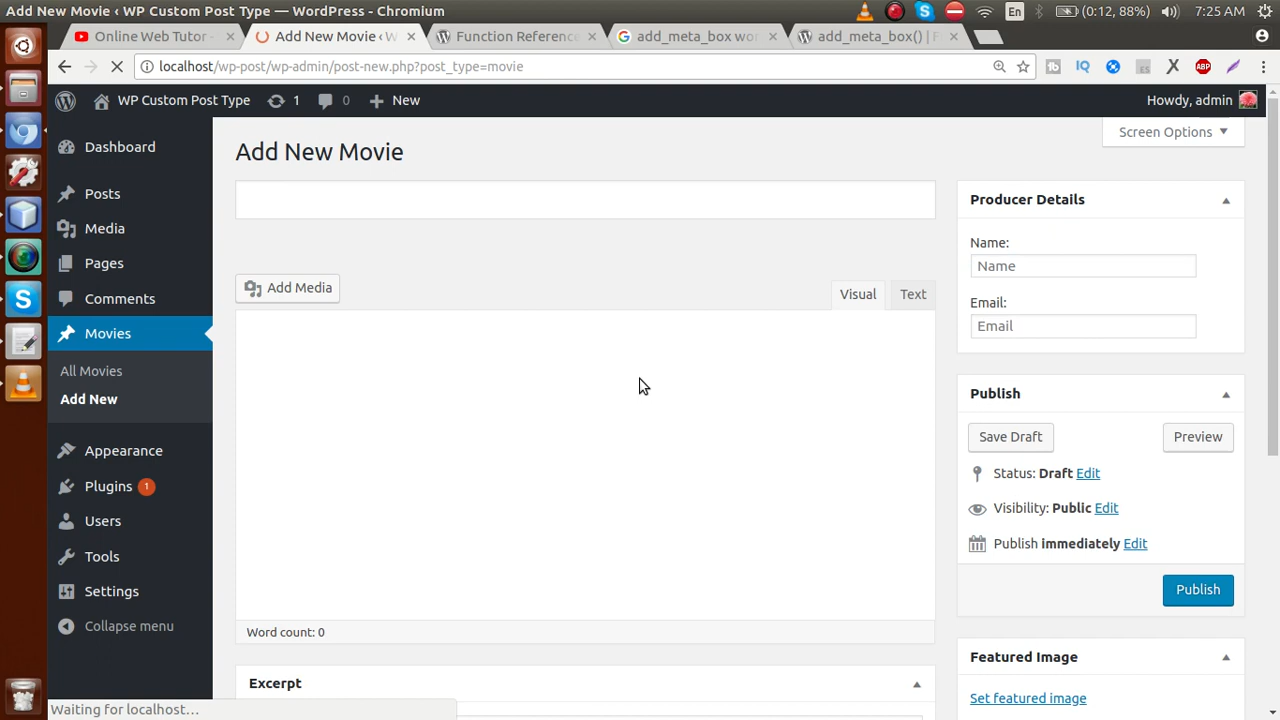 Add New Movie ‹ WP Custom Post Type — WordPress - Chromium
En
(0:12, 88%)
7:25 AM
Online Web Tutor -
Add New Movie ‹ W
Function Reference
add_meta_box wor
add_meta_box() | 
localhost/wp-post/wp-admin/post-new.php?post_type=movie
tb
IQ
ABP
WP Custom Post Type
1
0
New
Howdy, admin
Screen Options
Dashboard
Posts
Media
Pages
Comments
Movies
All Movies
Add New
Appearance
Plugins 1
Users
Tools
Settings
Collapse menu
Add New Movie
Add Media
Visual
Text
Word count: 0
Excerpt
Producer Details
Name:
Name
Email:
Email
Publish
Save Draft
Preview
Status: Draft Edit
Visibility: Public Edit
Publish immediately Edit
Publish
Featured Image
Set featured image
Waiting for localhost…